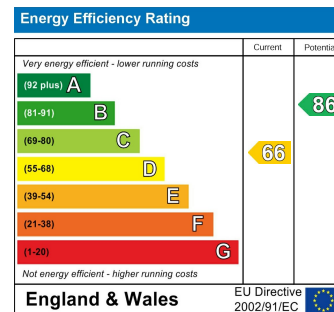 Energy Efficiency Rating
Current Potentia
Very energy efficient - lower running costs
(92 plus) A
(81-91) B
86
(69-80) C
66
(55-68) D
(39-54) E
(21-38) F
(1-20) G
Not energy efficient - higher running costs
England & Wales
EU Directive
2002/91/EC